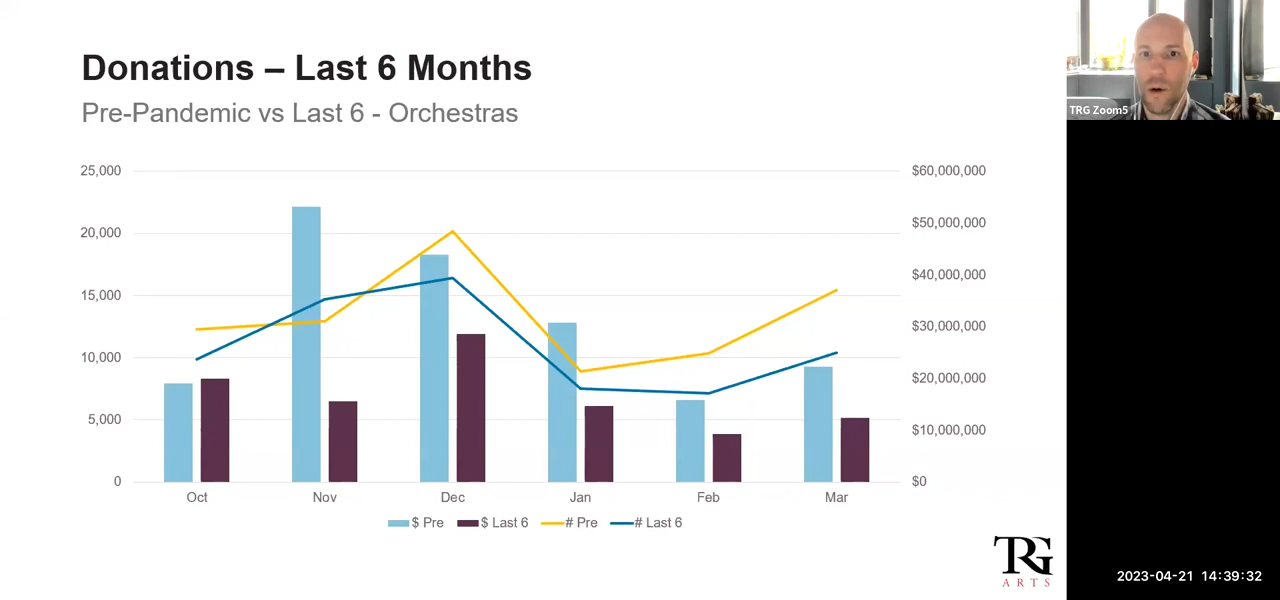 Donations – Last 6 Months
Pre-Pandemic vs Last 6 - Orchestras
TRG Zoom5
25,000
20,000
15,000
10,000
5,000
0
$60,000,000
$50,000,000
$40,000,000
$30,000,000
$20,000,000
$10,000,000
$0
Oct Nov Dec Jan Feb Mar
$ Pre $ Last 6 # Pre # Last 6
TRG
ARTS
2023-04-21 14:39:32